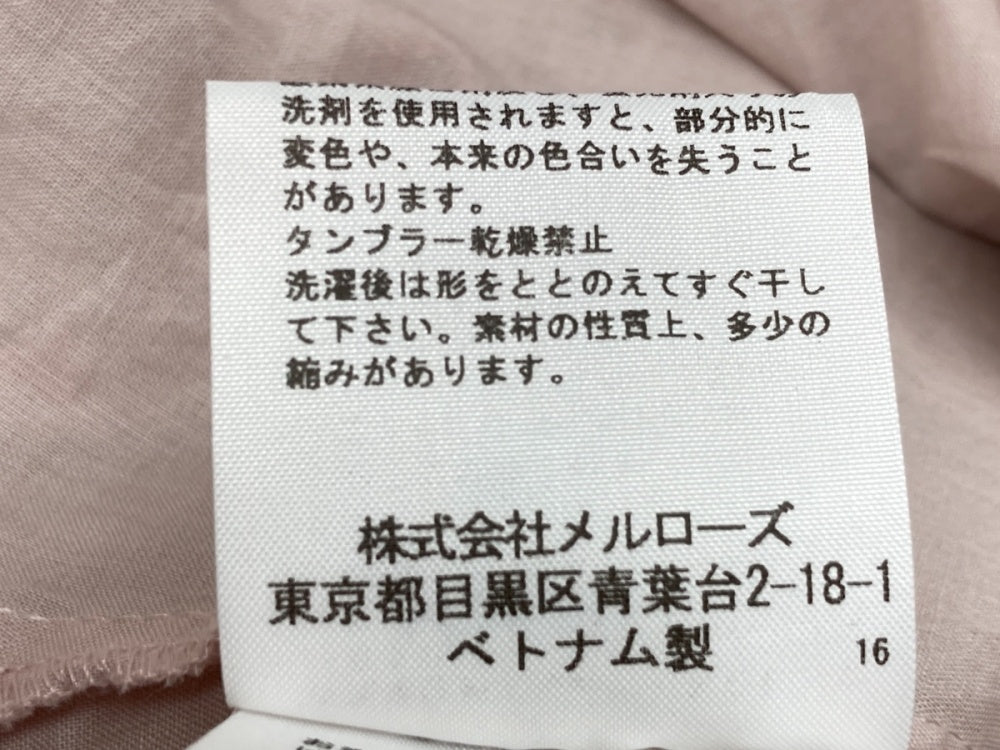 洗剤を使用されますと、部分的に
変色や、本来の色合いを失うこと
があります。
タンブラー乾燥禁止
洗濯後は形をととのえてすぐ干し
て下さい。素材の性質上、多少の
縮みがあります。
株式会社メルローズ
東京都目黒区青葉台2-18-1
ベトナム製
16